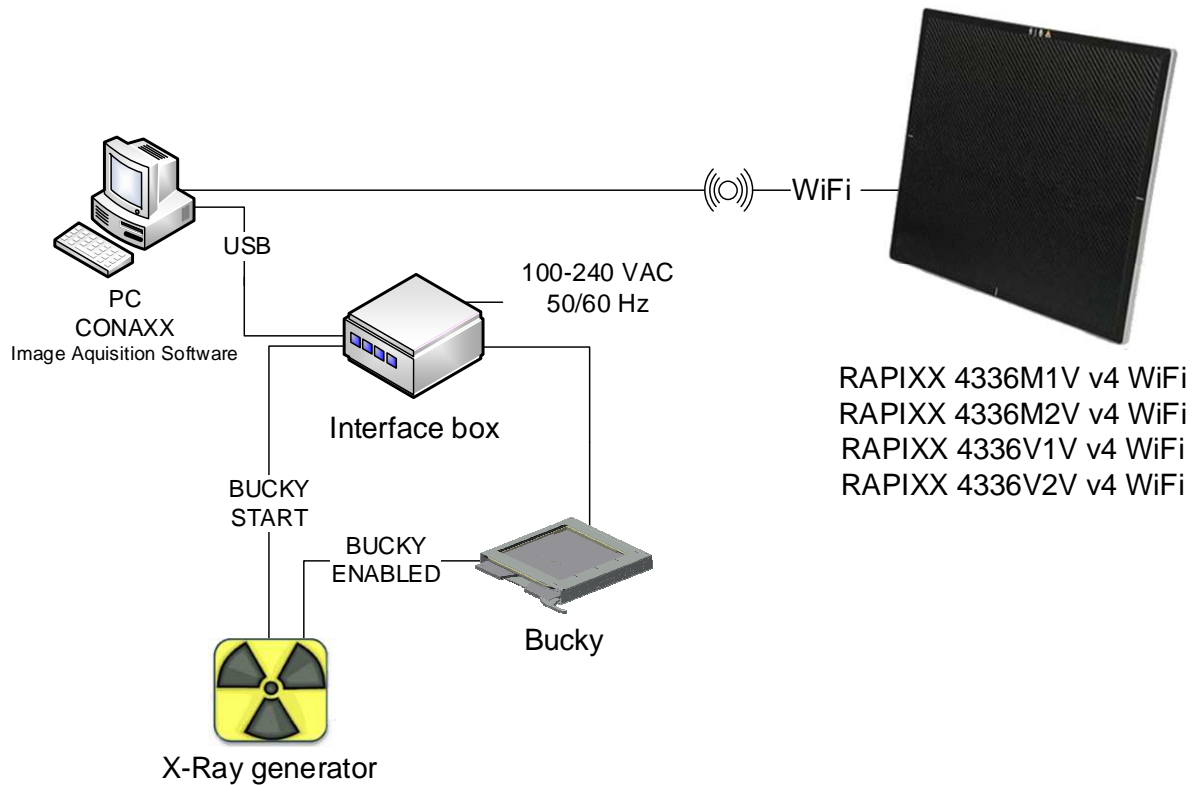 WiFi
USB
100-240 VAC
50/60 Hz
PC
CONAXX
Image Aquisition Software
Interface box
RAPIXX 4336M1V v4 WiFi
RAPIXX 4336M2V v4 WiFi
RAPIXX 4336V1V v4 WiFi
RAPIXX 4336V2V v4 WiFi
BUCKY
START
BUCKY
ENABLED
Bucky
X-Ray generator